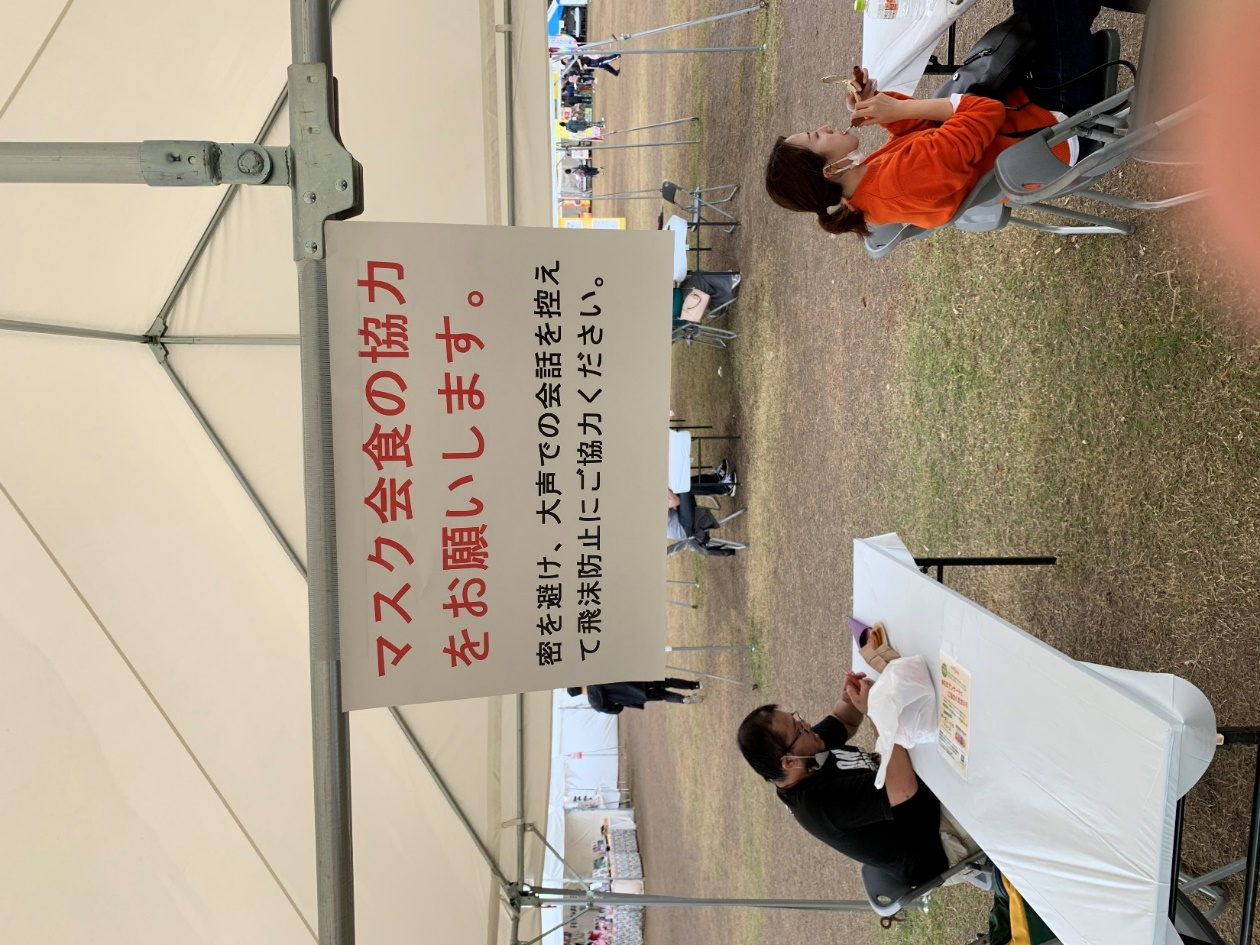 マスク会食の協力
をお願いします。
密を避け、大声での会話を控え
て飛沫防止にご協力ください。